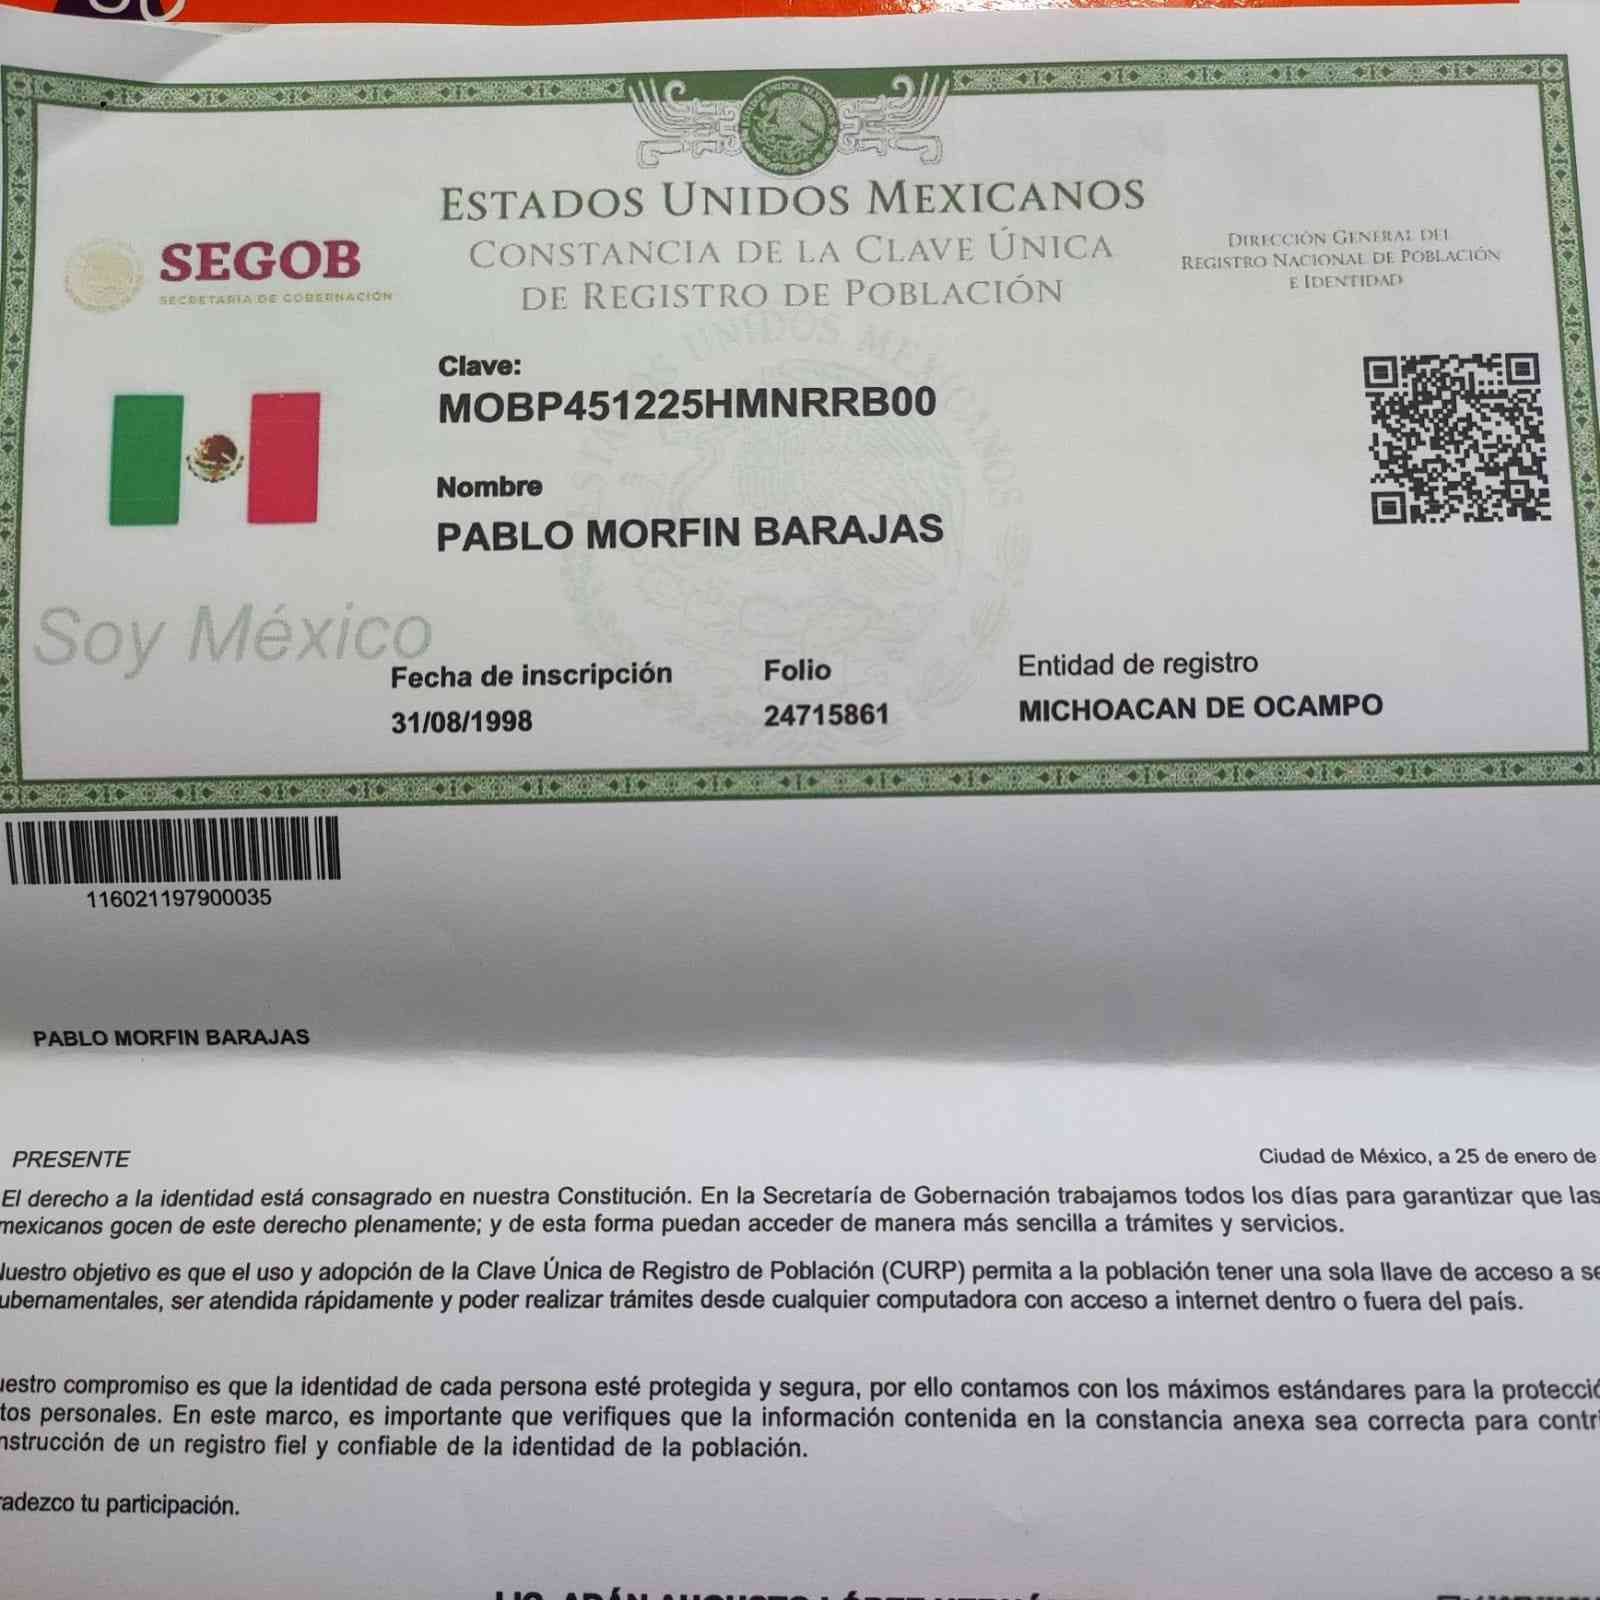 ESTADOS UNIDOS MEXICANOS
CONSTANCIA DE LA CLAVE ÚNICA
DE REGISTRO DE POBLACIÓN
SEGOB
SECRETARÍA DE GOBERNACIÓN
DIRECCIÓN GENERAL DEL
REGISTRO NACIONAL DE POBLACIÓN
E IDENTIDAD
Clave:
MOBP451225HMNRRB00
Nombre
PABLO MORFIN BARAJAS
Soy México
Fecha de inscripción
31/08/1998
Folio
24715861
Entidad de registro
MICHOACAN DE OCAMPO
116021197900035
PABLO MORFIN BARAJAS
PRESENTE
Ciudad de México, a 25 de enero de
El derecho a la identidad está consagrado en nuestra Constitución. En la Secretaría de Gobernación trabajamos todos los días para garantizar que las
mexicanos gocen de este derecho plenamente; y de esta forma puedan acceder de manera más sencilla a trámites y servicios.
uestro objetivo es que el uso y adopción de la Clave Única de Registro de Población (CURP) permita a la población tener una sola llave de acceso a se
ubernamentales, ser atendida rápidamente y poder realizar trámites desde cualquier computadora con acceso a internet dentro o fuera del país.
uestro compromiso es que la identidad de cada persona esté protegida y segura, por ello contamos con los máximos estándares para la protecció
tos personales. En este marco, es importante que verifiques que la información contenida en la constancia anexa sea correcta para contri
nstrucción de un registro fiel y confiable de la identidad de la población.
radezco tu participación.